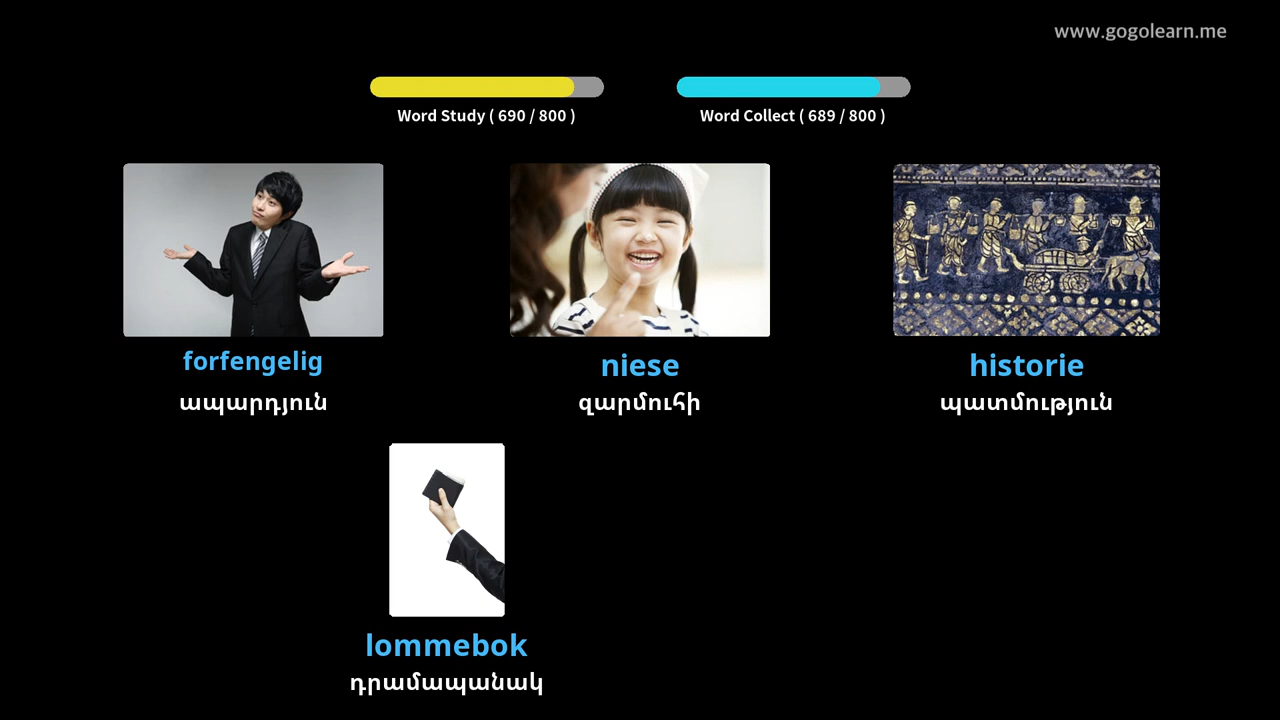 www.gogolearn.me
Word Study ( 690 / 800 )
Word Collect ( 689 / 800 )
forfengelig
ապարդյուն
niese
զարմուհի
historie
պատմություն
lommebok
դրամապանակ